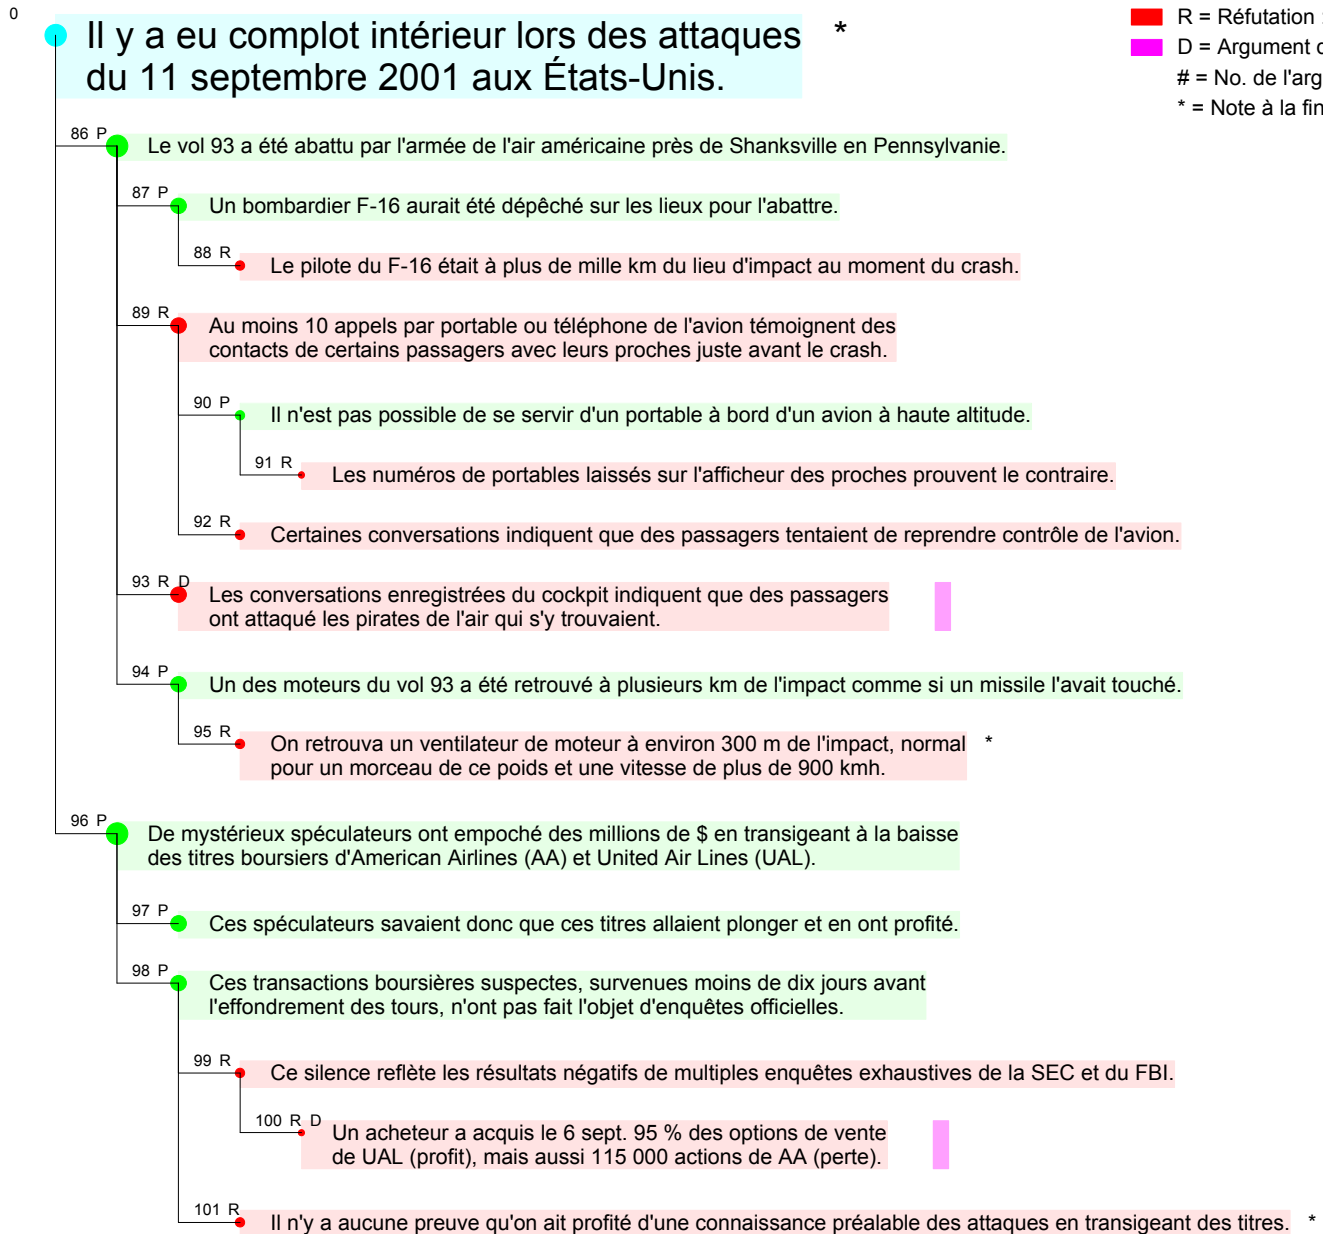 0
Il y a eu complot intérieur lors des attaques *
du 11 septembre 2001 aux États-Unis.
R = Réfutation :
D = Argument
# = No. de l'arg
* = Note à la fin
86 P
Le vol 93 a été abattu par l'armée de l'air américaine près de Shanksville en Pennsylvanie.
87 P
Un bombardier F-16 aurait été dépêché sur les lieux pour l'abattre.
88 R
Le pilote du F-16 était à plus de mille km du lieu d'impact au moment du crash.
89 R
Au moins 10 appels par portable ou téléphone de l'avion témoignent des
contacts de certains passagers avec leurs proches juste avant le crash.
90 P
Il n'est pas possible de se servir d'un portable à bord d'un avion à haute altitude.
91 R
Les numéros de portables laissés sur l'afficheur des proches prouvent le contraire.
92 R
Certaines conversations indiquent que des passagers tentaient de reprendre contrôle de l'avion.
93 R D
Les conversations enregistrées du cockpit indiquent que des passagers
ont attaqué les pirates de l'air qui s'y trouvaient.
94 P
Un des moteurs du vol 93 a été retrouvé à plusieurs km de l'impact comme si un missile l'avait touché.
95 R
On retrouva un ventilateur de moteur à environ 300 m de l'impact, normal *
pour un morceau de ce poids et une vitesse de plus de 900 kmh.
96 P
De mystérieux spéculateurs ont empoché des millions de $ en transigeant à la baisse
des titres boursiers d'American Airlines (AA) et United Air Lines (UAL).
97 P
Ces spéculateurs savaient donc que ces titres allaient plonger et en ont profité.
98 P
Ces transactions boursières suspectes, survenues moins de dix jours avant
l'effondrement des tours, n'ont pas fait l'objet d'enquêtes officielles.
99 R
Ce silence reflète les résultats négatifs de multiples enquêtes exhaustives de la SEC et du FBI.
100 R D
Un acheteur a acquis le 6 sept. 95 % des options de vente
de UAL (profit), mais aussi 115 000 actions de AA (perte).
101 R
Il n'y a aucune preuve qu'on ait profité d'une connaissance préalable des attaques en transigeant des titres. *